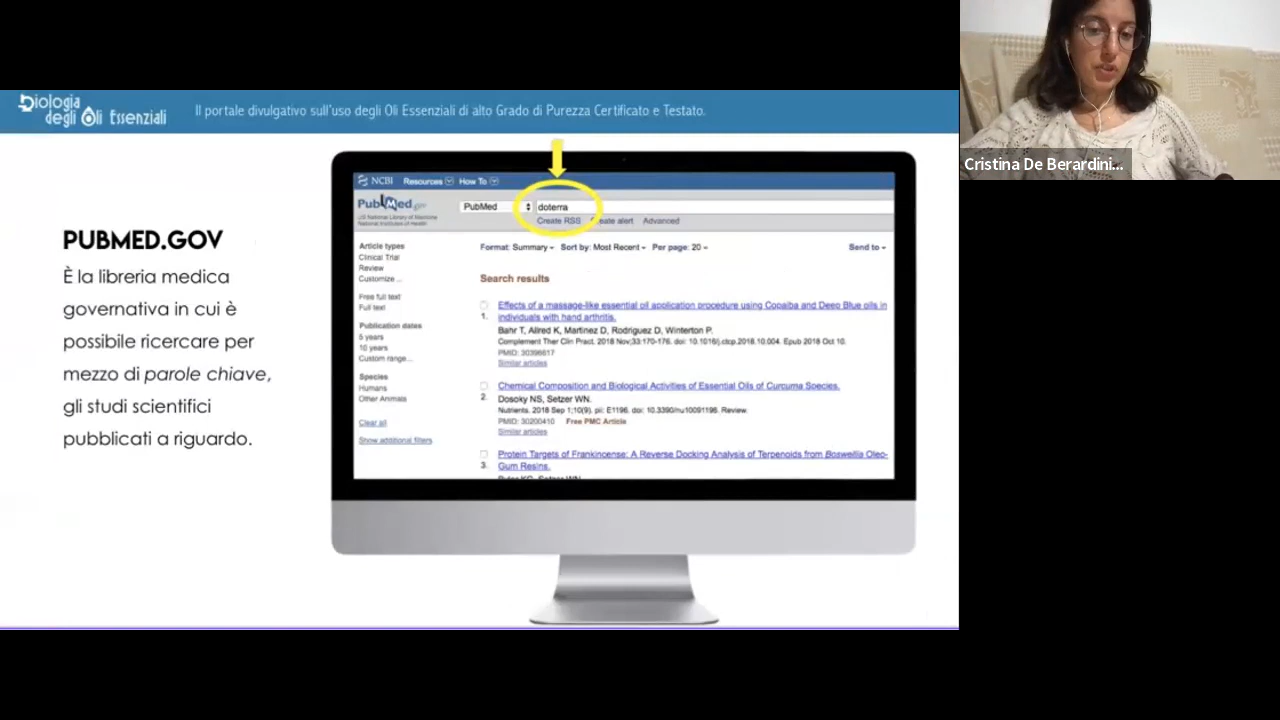 Biologia
degli Oli Essenziali
Il portale divulgativo sull'uso degli Oli Essenziali di alto Grado di Purezza Certificato e Testato.
Cristina De Berardini...
PUBMED.GOV
È la libreria medica
governativa in cui è
possibile ricercare per
mezzo di parole chiave,
gli studi scientifici
pubblicati a riguardo.
NCBI Resources How To
PubMed.gov
US National Library of Medicine
National Institutes of Health
PubMed
doterra
Create RSS Create alert Advanced
Article types
Clinical Trial
Review
Customize ...
Free full text
Full text
Publication dates
5 years
10 years
Custom range...
Species
Humans
Other Animals
Clear all
Show additional filters
Format: Summary Sort by: Most Recent Per page: 20 Send to
Search results
Effects of a massage-like essential oil application procedure using Copaiba and Deep Blue oils in
1. individuals with hand arthritis.
Bahr T, Allred K, Martinez D, Rodriguez D, Winterton P.
Complement Ther Clin Pract. 2018 Nov;33:170-176. doi: 10.1016/j.ctcp.2018.10.004. Epub 2018 Oct 10.
PMID: 30396617
Similar articles
Chemical Composition and Biological Activities of Essential Oils of Curcuma Species.
2. Dosoky NS, Setzer WN.
Nutrients. 2018 Sep 1;10(9). pii: E1196. doi: 10.3390/nu10091196. Review.
PMID: 30200410 Free PMC Article
Similar articles
Protein Targets of Frankincense: A Reverse Docking Analysis of Terpenoids from Boswellia Oleo-
3. Gum Resins.